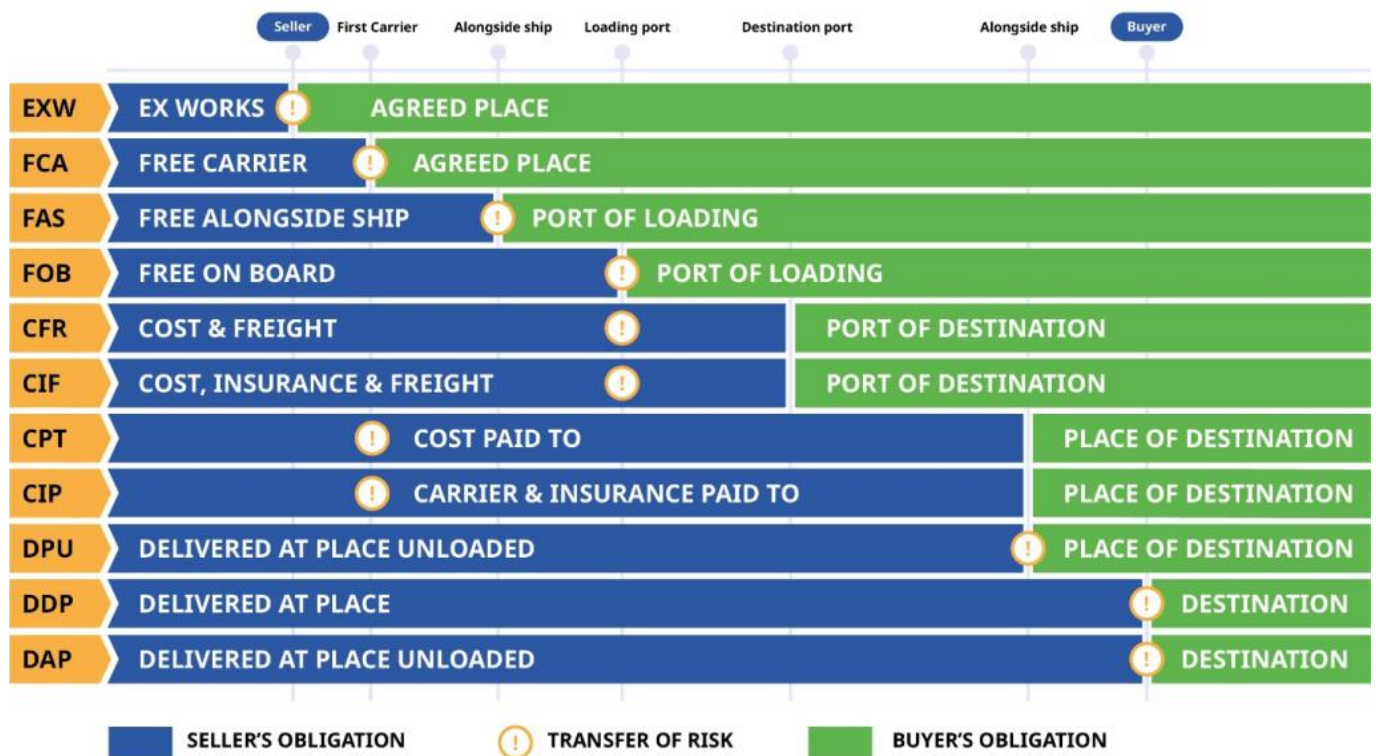 Seller First Carrier Alongside ship Loading port Destination port Alongside ship Buyer
EXW EX WORKS ! AGREED PLACE
FCA FREE CARRIER ! AGREED PLACE
FAS FREE ALONGSIDE SHIP ! PORT OF LOADING
FOB FREE ON BOARD ! PORT OF LOADING
CFR COST & FREIGHT ! PORT OF DESTINATION
CIF COST, INSURANCE & FREIGHT ! PORT OF DESTINATION
CPT ! COST PAID TO PLACE OF DESTINATION
CIP ! CARRIER & INSURANCE PAID TO PLACE OF DESTINATION
DPU DELIVERED AT PLACE UNLOADED ! PLACE OF DESTINATION
DDP DELIVERED AT PLACE ! DESTINATION
DAP DELIVERED AT PLACE UNLOADED ! DESTINATION
SELLER'S OBLIGATION ! TRANSFER OF RISK BUYER'S OBLIGATION